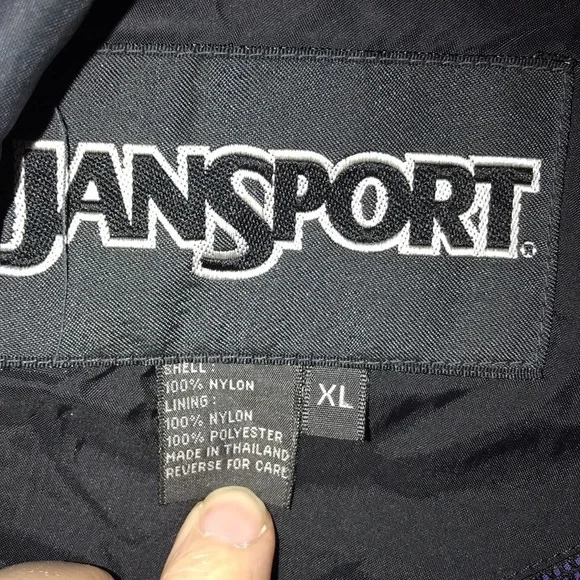 JANSPORT®
SHELL:
100% NYLON
LINING:
100% NYLON
100% POLYESTER
MADE IN THAILAND
REVERSE FOR CARE
XL